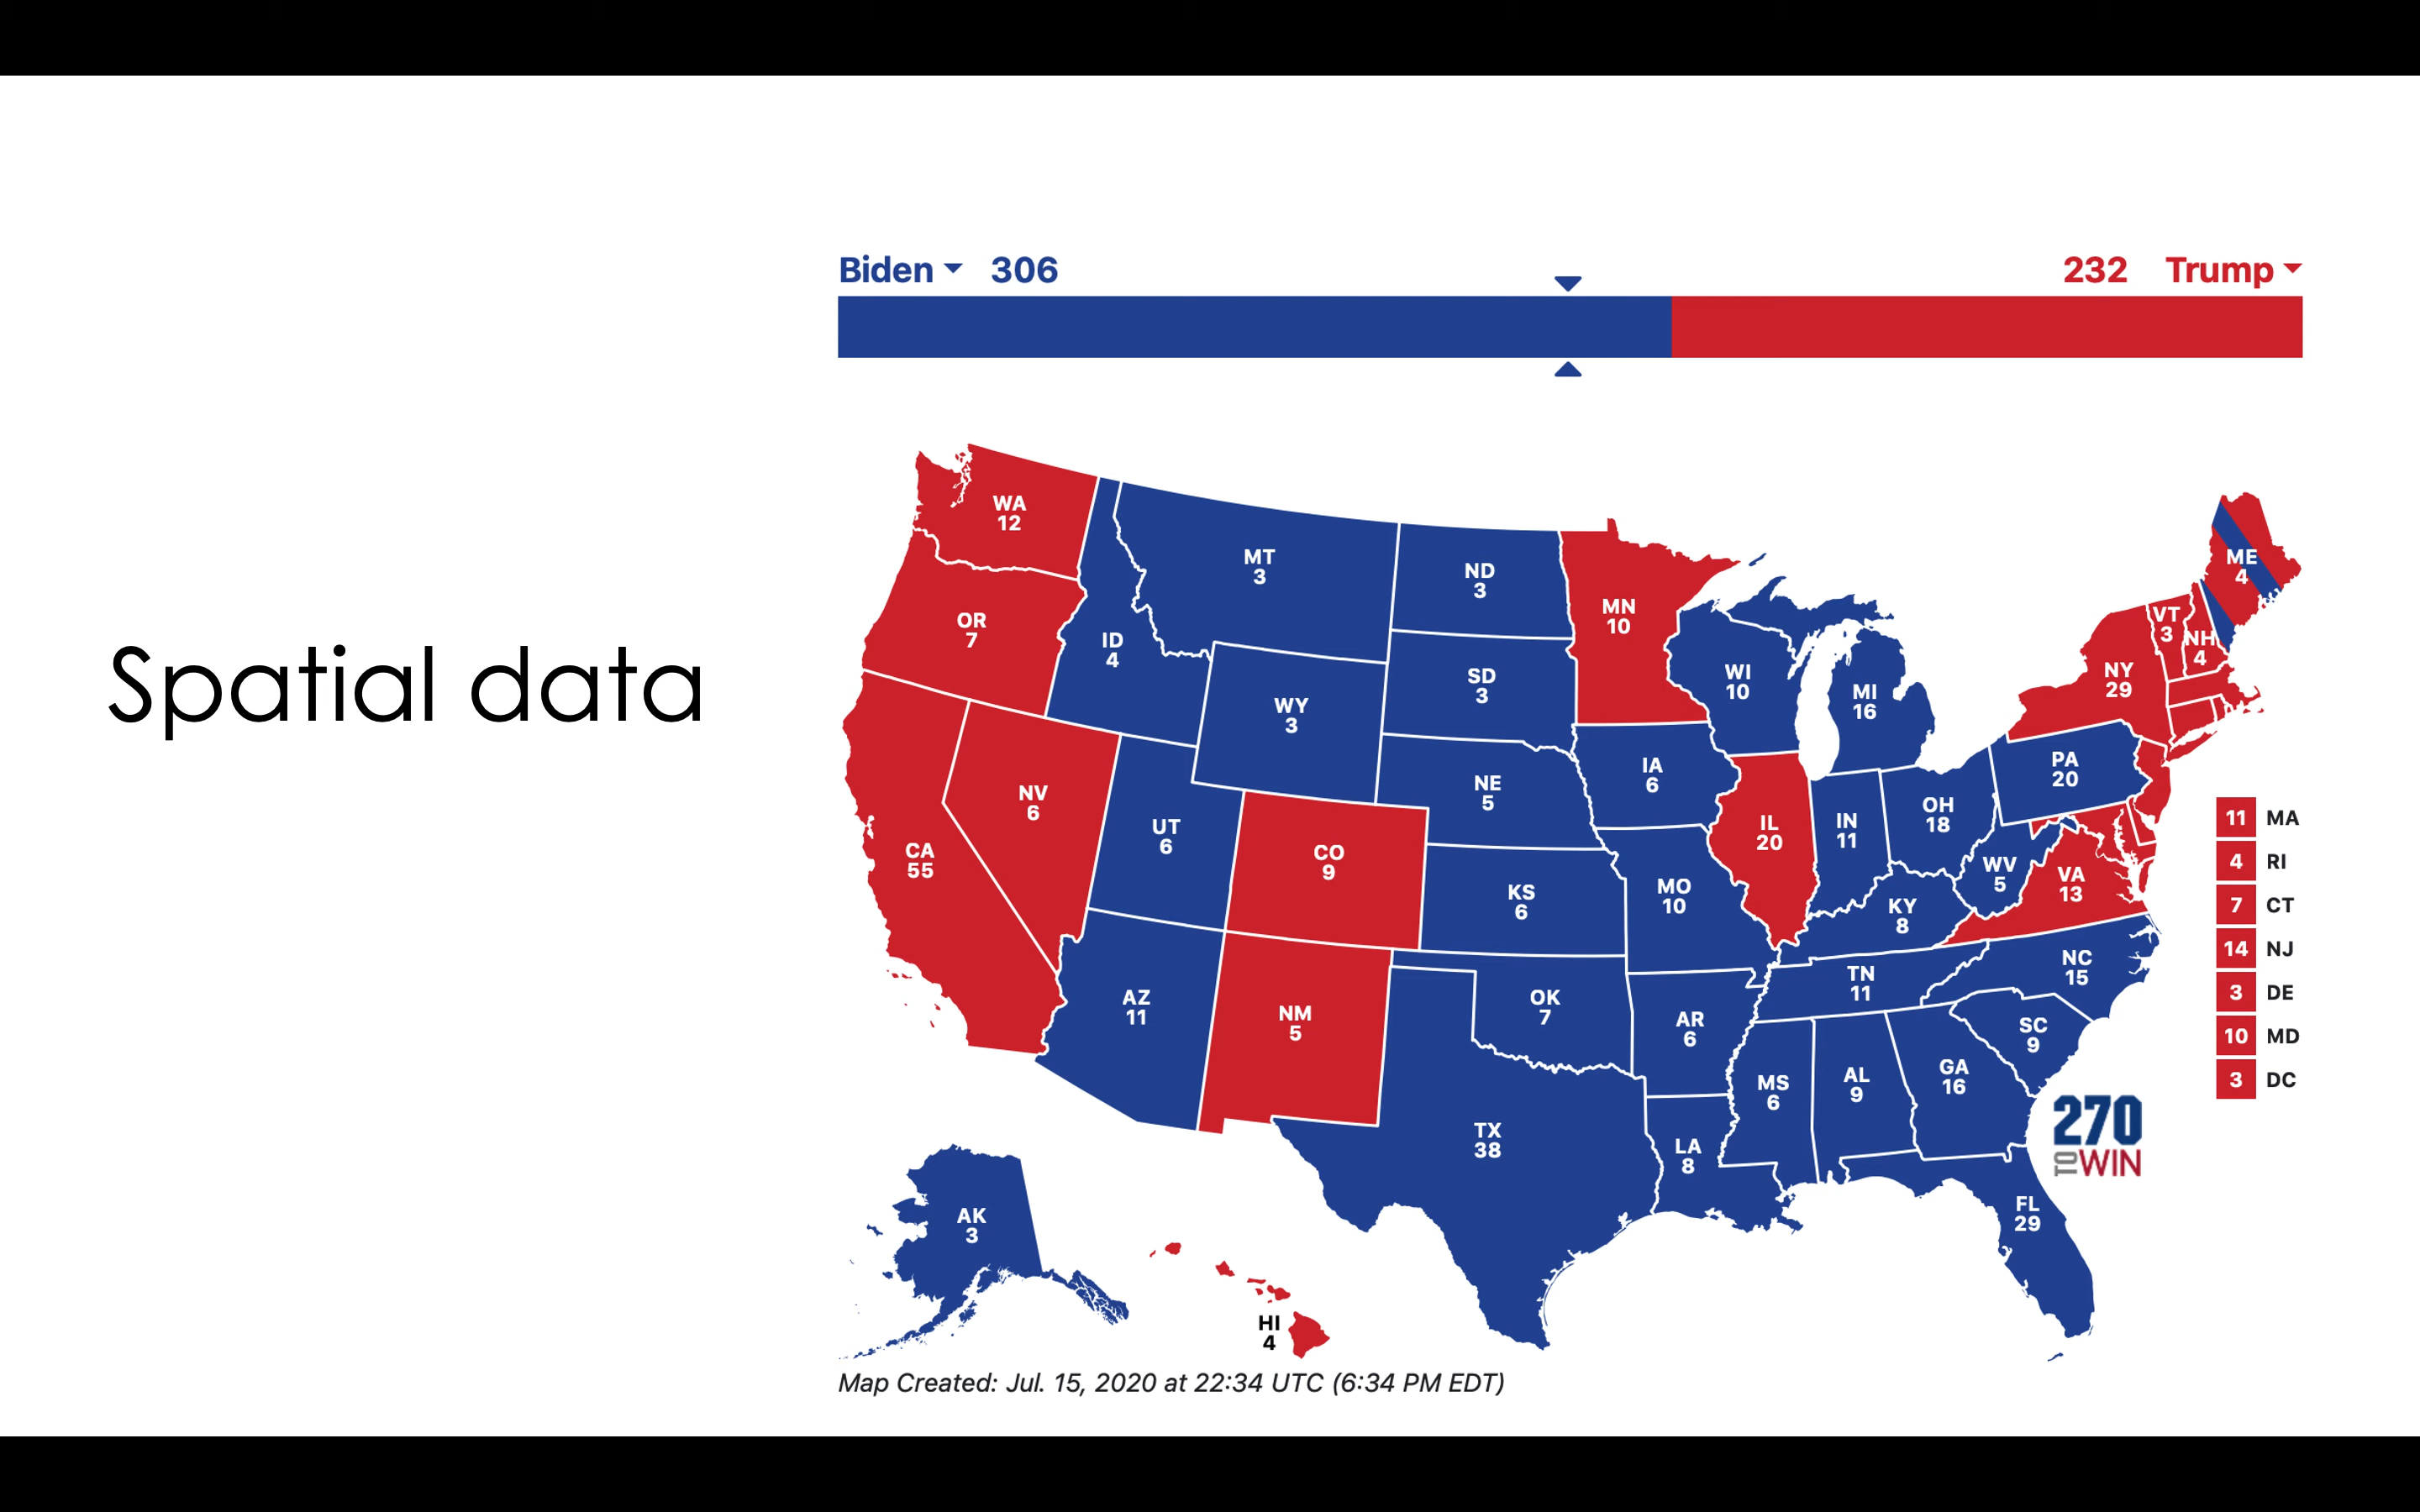 Spatial data
Biden 306
232 Trump
WA
12
OR
7
CA
55
NV
6
ID
4
MT
3
WY
3
UT
6
CO
9
AZ
11
NM
5
ND
3
SD
3
NE
5
KS
6
OK
7
TX
38
MN
10
IA
6
MO
10
AR
6
LA
8
WI
10
IL
20
MI
16
IN
11
OH
18
KY
8
TN
11
MS
6
AL
9
GA
16
FL
29
SC
9
NC
15
VA
13
WV
5
PA
20
NY
29
VT
3
NH
4
ME
4
11 MA
4 RI
7 CT
14 NJ
3 DE
10 MD
3 DC
270
TO WIN
AK
3
HI
4
Map Created: Jul. 15, 2020 at 22:34 UTC (6:34 PM EDT)